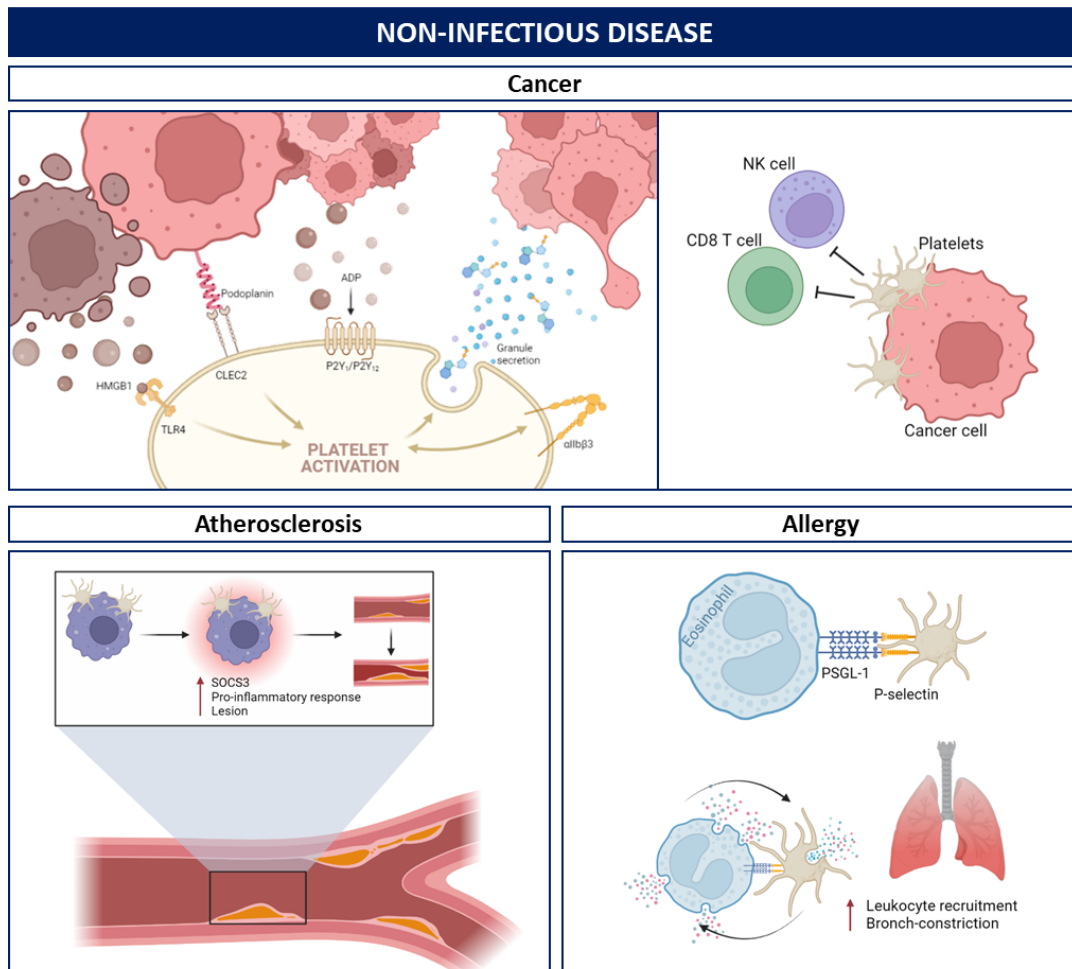 NON-INFECTIOUS DISEASE
Cancer
Podoplanin
ADP
HMGB1
CLEC2
P2Y₁/P2Y₁₂
Granule
secretion
TLR4
PLATELET
ACTIVATION
αIIbβ3
NK cell
CD8 T cell
Platelets
Cancer cell
Atherosclerosis
SOCS3
Pro-inflammatory response
Lesion
Allergy
Eosinophil
PSGL-1
P-selectin
Leukocyte recruitment
Bronch-constriction